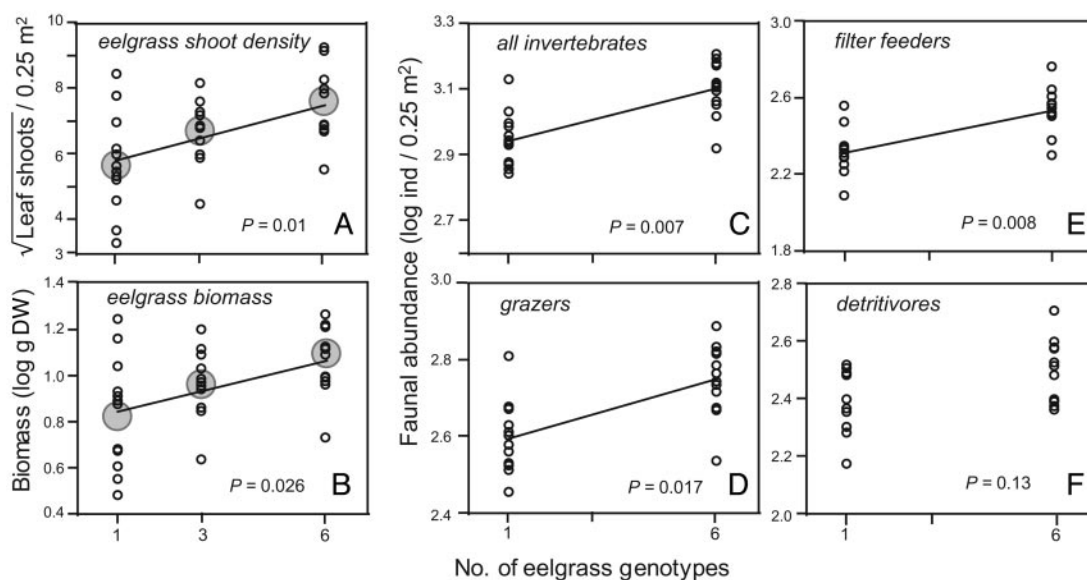 √Leaf shoots / 0.25 m²
10
9
8
7
6
5
4
3
eelgrass shoot density
P = 0.01
A
Biomass (log gDW)
1.4
1.2
1.0
0.8
0.6
0.4
eelgrass biomass
P = 0.026
B
1
3
6
Faunal abundance (log ind / 0.25 m²)
3.3
3.1
2.9
2.7
all invertebrates
P = 0.007
C
3.0
2.8
2.6
2.4
grazers
P = 0.017
D
1
6
3.0
2.6
2.2
1.8
filter feeders
P = 0.008
E
2.8
2.6
2.4
2.2
2.0
detritivores
P = 0.13
F
1
6
No. of eelgrass genotypes